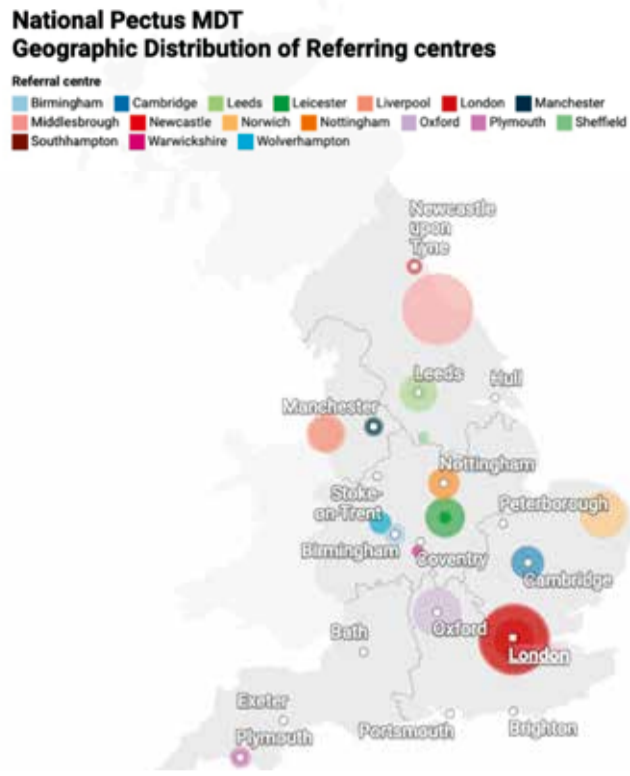 National Pectus MDT
Geographic Distribution of Referring centres
Referral centre
Birmingham Cambridge Leeds Leicester Liverpool London Manchester
Middlesbrough Newcastle Norwich Nottingham Oxford Plymouth Sheffield
Southhampton Warwickshire Wolverhampton
Newcastle
upon
Tyne
Leeds
Hull
Manchester
Nottingham
Stoke-
on-Trent
Peterborough
Birmingham
Coventry
Cambridge
Oxford
Bath
London
Exeter
Portsmouth
Brighton
Plymouth